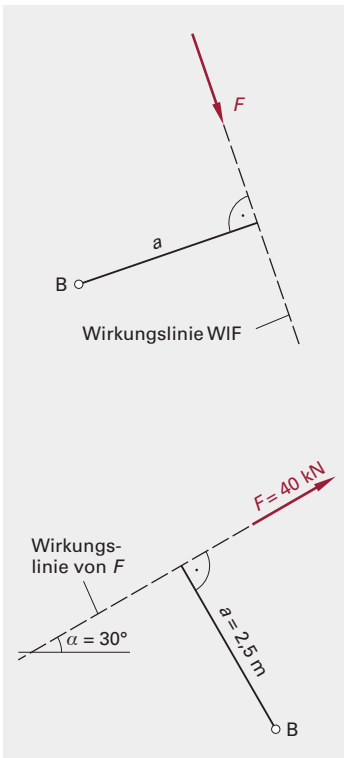 F
a
B
Wirkungslinie WIF
F = 40 kN
Wirkungs-
linie von F
α = 30°
a = 2,5 m
B